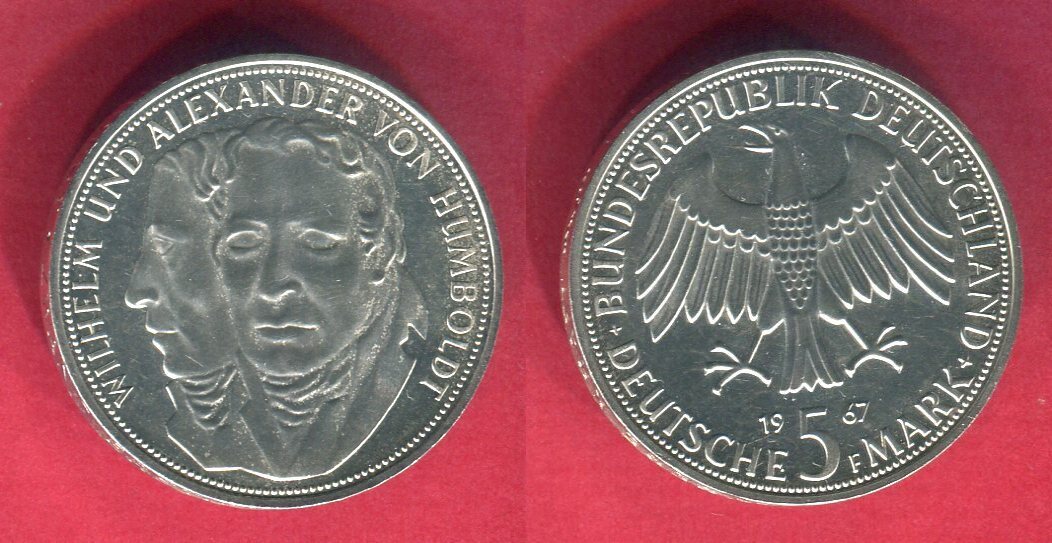 WILHELM UND ALEXANDER VON HUMBOLDT
BUNDESREPUBLIK DEUTSCHLAND
19 67
DEUTSCHE 5 F MARK